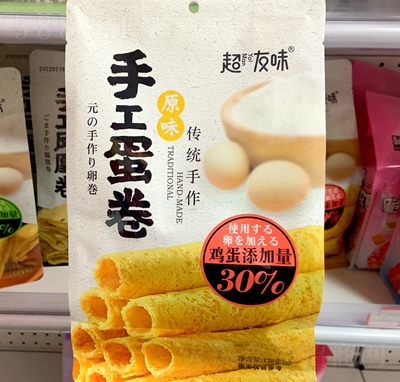 超友味®
手工蛋卷
元の手作り卵巻
原味
传统手作
HAND-MADE
TRADITIONAL
使用する
卵を加える
鸡蛋添加量
30%